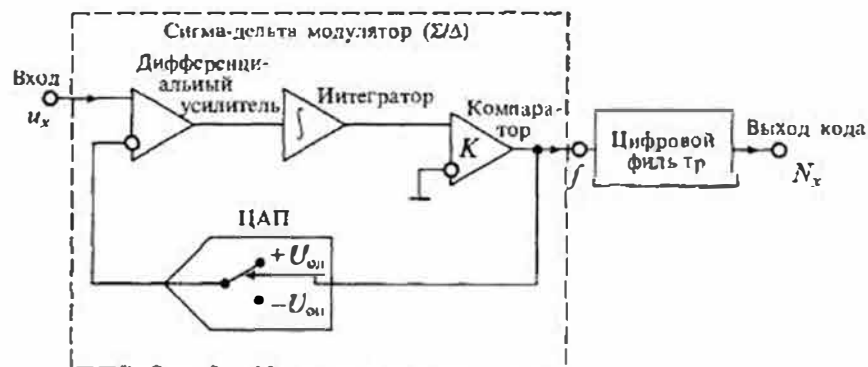 Сигма-дельта модулятор (Σ/Δ)
Вход
u_x
Дифференци-
альный
усилитель
∫
Интегратор
Компара-
тор
K
f
Цифровой
фильтр
Выход кода
N_x
ЦАП
+U_оп
−U_оп